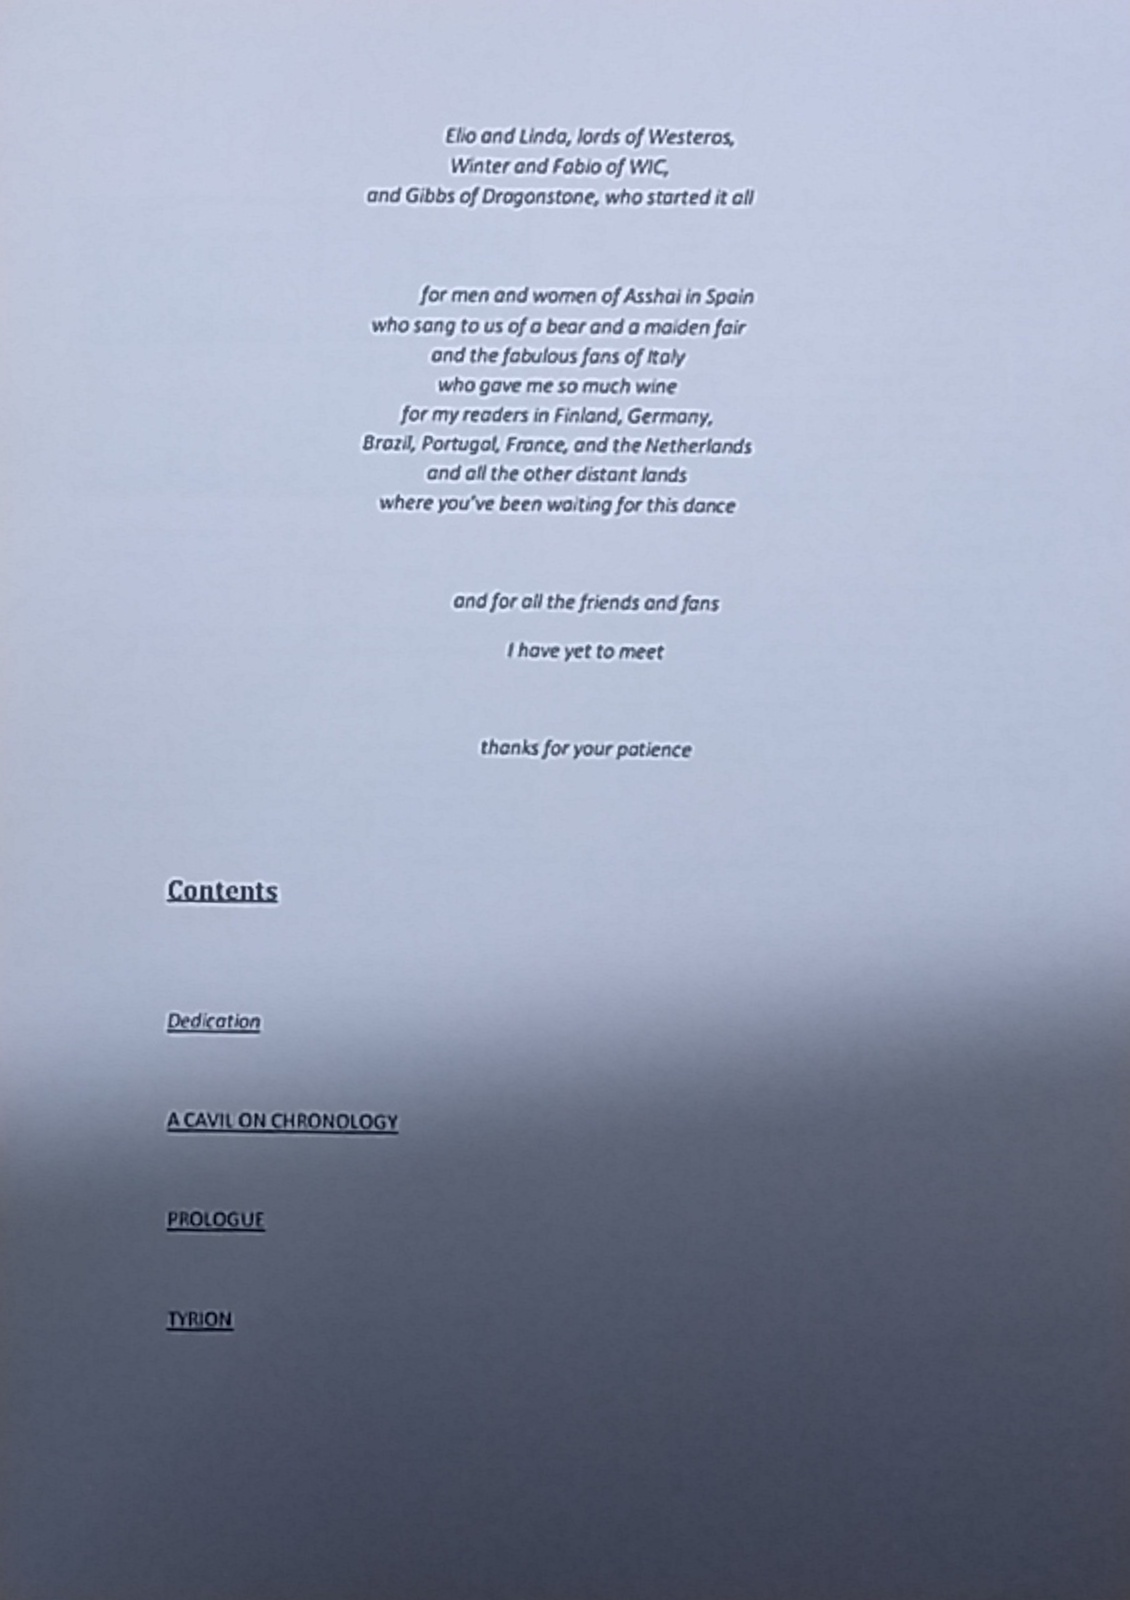 Elio and Linda, lords of Westeros,
Winter and Fabio of WIC,
and Gibbs of Dragonstone, who started it all
for men and women of Asshai in Spain
who sang to us of a bear and a maiden fair
and the fabulous fans of Italy
who gave me so much wine
for my readers in Finland, Germany,
Brazil, Portugal, France, and the Netherlands
and all the other distant lands
where you've been waiting for this dance
and for all the friends and fans
I have yet to meet
thanks for your patience
Contents
Dedication
A CAVIL ON CHRONOLOGY
PROLOGUE
TYRION